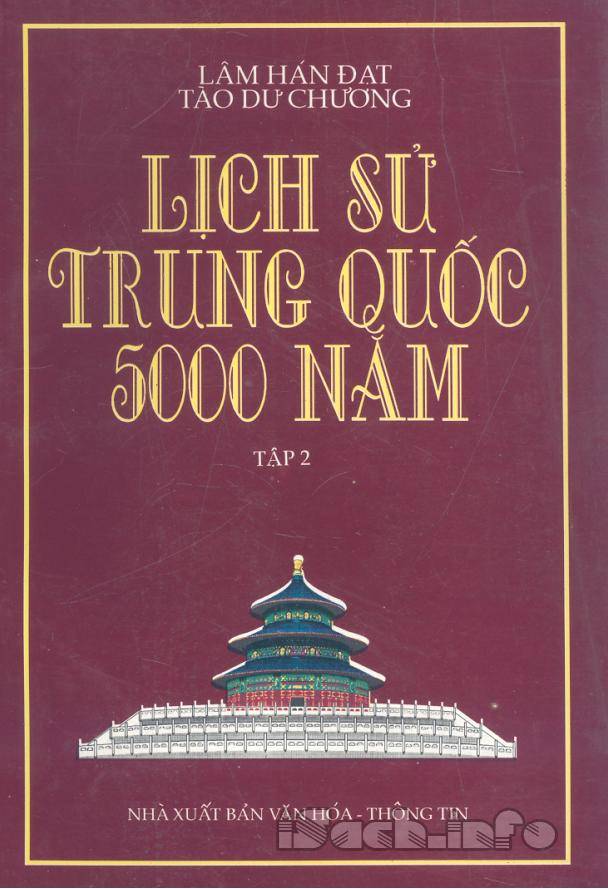 LÂM HÁN ĐẠT
TÀO DƯ CHƯƠNG
LỊCH SỬ
TRUNG QUỐC
5000 NĂM
TẬP 2
NHÀ XUẤT BẢN VĂN HÓA - THÔNG TIN
iSach.info